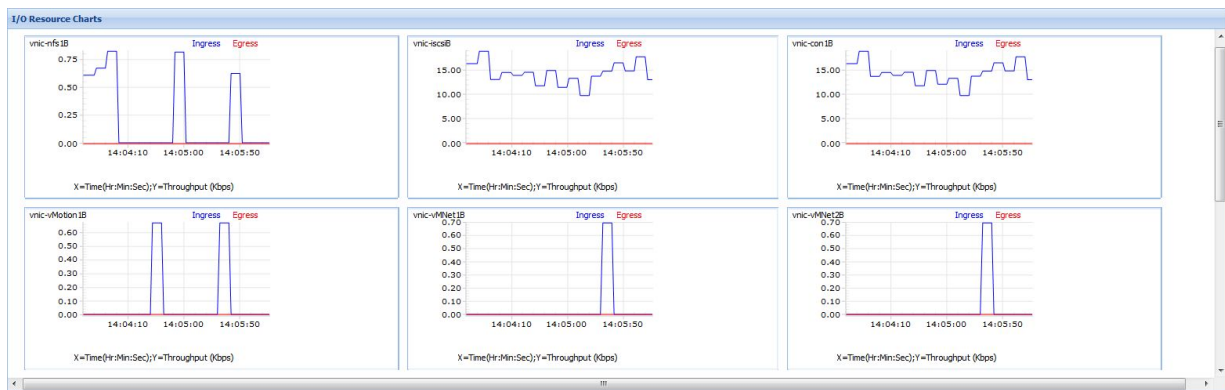 I/O Resource Charts
vnic-nfs1B Ingress Egress
0.75
0.50
0.25
0.00
14:04:10 14:05:00 14:05:50
X=Time(Hr:Min:Sec);Y=Throughput (Kbps)
vnic-iscsiB Ingress Egress
15.00
10.00
5.00
0.00
14:04:10 14:05:00 14:05:50
X=Time(Hr:Min:Sec);Y=Throughput (Kbps)
vnic-con1B Ingress Egress
15.00
10.00
5.00
0.00
14:04:10 14:05:00 14:05:50
X=Time(Hr:Min:Sec);Y=Throughput (Kbps)
vnic-vMotion1B Ingress Egress
0.60
0.50
0.40
0.30
0.20
0.10
0.00
14:04:10 14:05:00 14:05:50
X=Time(Hr:Min:Sec);Y=Throughput (Kbps)
vnic-vMNet1B Ingress Egress
0.70
0.60
0.50
0.40
0.30
0.20
0.10
0.00
14:04:10 14:05:00 14:05:50
X=Time(Hr:Min:Sec);Y=Throughput (Kbps)
vnic-vMNet2B Ingress Egress
0.70
0.60
0.50
0.40
0.30
0.20
0.10
0.00
14:04:10 14:05:00 14:05:50
X=Time(Hr:Min:Sec);Y=Throughput (Kbps)